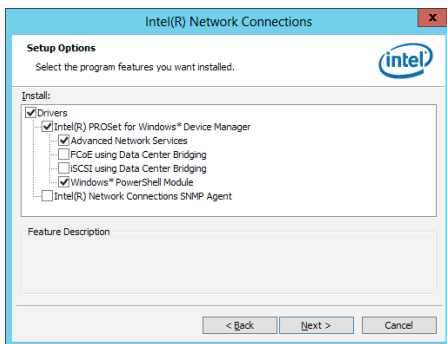 Intel(R) Network Connections
x
Setup Options
Select the program features you want installed.
intel
Install:
Drivers
Intel(R) PROSet for Windows* Device Manager
Advanced Network Services
FCoE using Data Center Bridging
iSCSI using Data Center Bridging
Windows* PowerShell Module
Intel(R) Network Connections SNMP Agent
Feature Description
< Back
Next >
Cancel